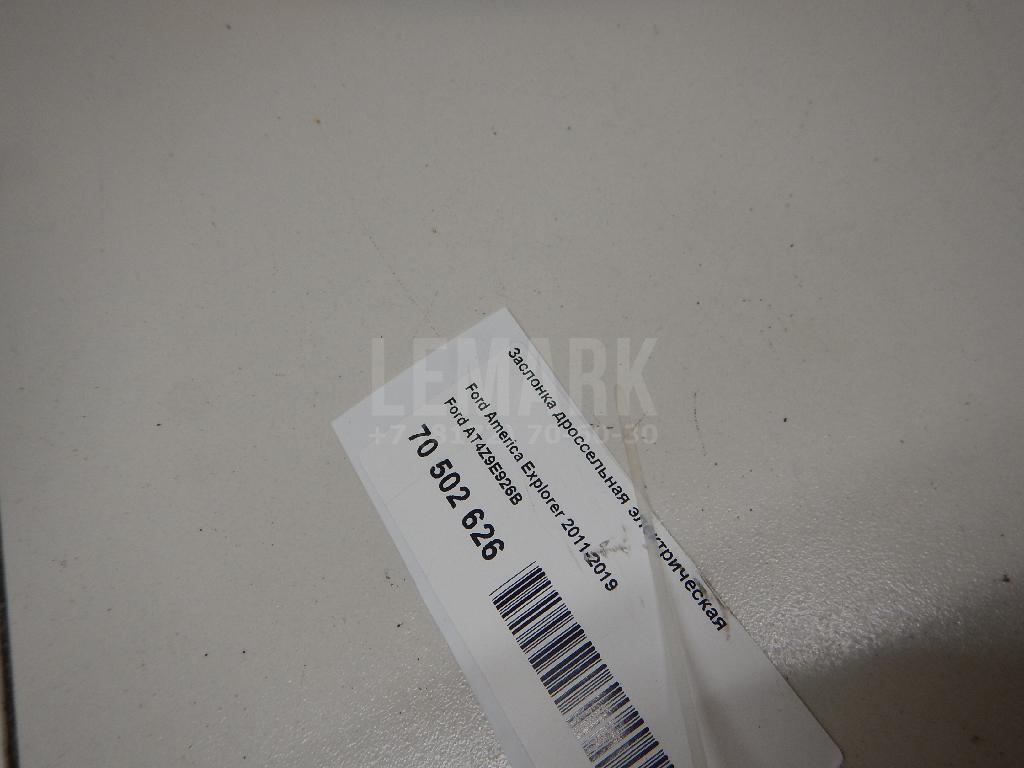 Заслонка дроссельная электрическая
Ford America Explorer 2011-2019
Ford AT4Z9E926B
70 502 626
LEMARK